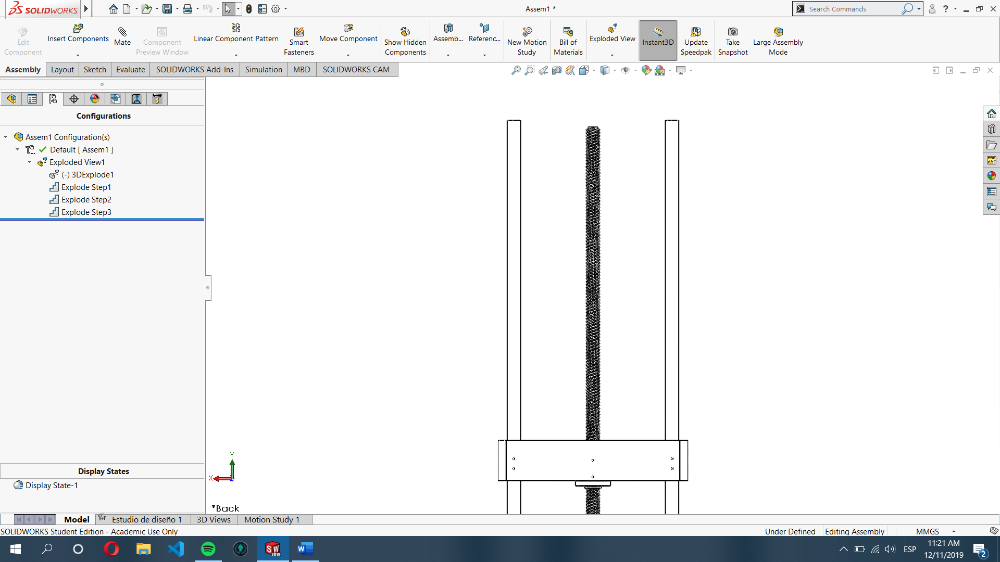 SOLIDWORKS
Assem1 *
Search Commands
?
Edit Component
Insert Components
Mate
Component Preview Window
Linear Component Pattern
Smart Fasteners
Move Component
Show Hidden Components
Assemb...
Referenc...
New Motion Study
Bill of Materials
Exploded View
Instant3D
Update Speedpak
Take Snapshot
Large Assembly Mode
Assembly
Layout
Sketch
Evaluate
SOLIDWORKS Add-Ins
Simulation
MBD
SOLIDWORKS CAM
Configurations
Assem1 Configuration(s)
Default [ Assem1 ]
Exploded View1
(-) 3DExplode1
Explode Step1
Explode Step2
Explode Step3
Display States
Display State-1
Y
X
*Back
Model
Estudio de diseño 1
3D Views
Motion Study 1
SOLIDWORKS Student Edition - Academic Use Only
Under Defined
Editing Assembly
MMGS
SW
2019
W
ESP
11:21 AM
12/11/2019
2